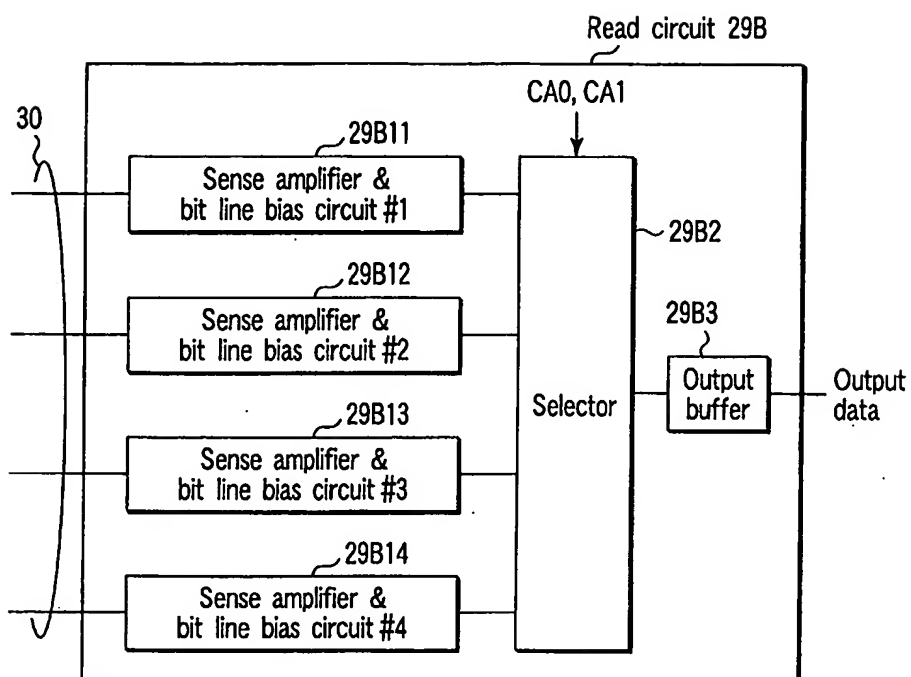 Read circuit 29B
CA0, CA1
30
29B11
Sense amplifier &
bit line bias circuit #1
29B2
29B12
Sense amplifier &
bit line bias circuit #2
29B3
Output
buffer
Output
data
Selector
29B13
Sense amplifier &
bit line bias circuit #3
29B14
Sense amplifier &
bit line bias circuit #4